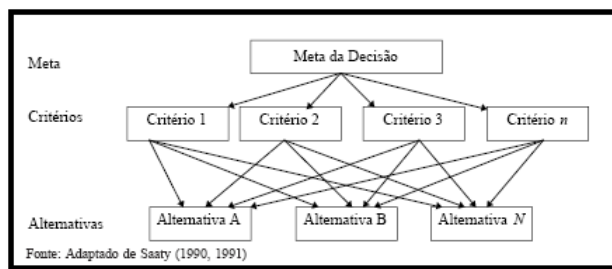 Meta
Meta da Decisão
Critérios
Critério 1
Critério 2
Critério 3
Critério n
Alternativas
Alternativa A
Alternativa B
Alternativa N
Fonte: Adaptado de Saaty (1990, 1991)